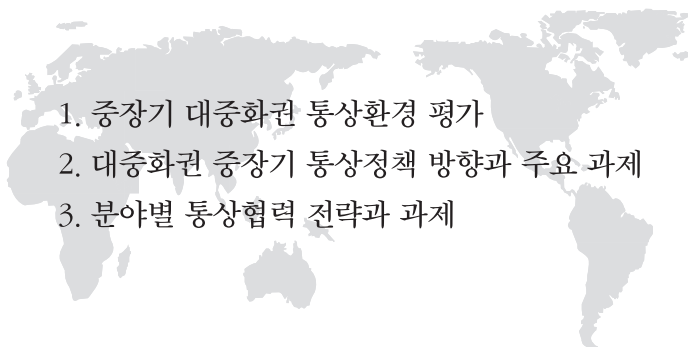 1. 중장기 대중화권 통상환경 평가
2. 대중화권 중장기 통상정책 방향과 주요 과제
3. 분야별 통상협력 전략과 과제